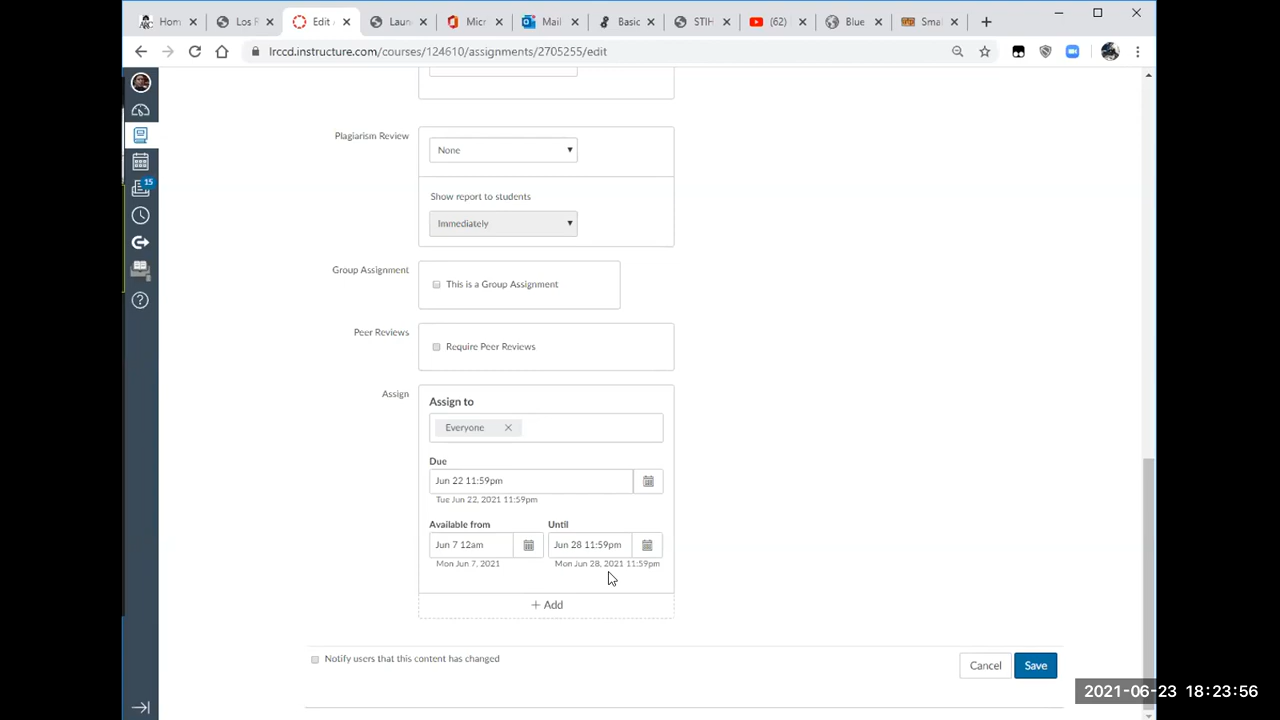 Hom
Los F
Edit
Laun
Micr
Mail
Basic
STIH
(62)
Blue
Smal
lrccd.instructure.com/courses/124610/assignments/2705255/edit
15
Plagiarism Review
None
Show report to students
Immediately
Group Assignment
This is a Group Assignment
Peer Reviews
Require Peer Reviews
Assign
Assign to
Everyone
Due
Jun 22 11:59pm
Tue Jun 22, 2021 11:59pm
Available from
Until
Jun 7 12am
Jun 28 11:59pm
Mon Jun 7, 2021
Mon Jun 28, 2021 11:59pm
+ Add
Notify users that this content has changed
Cancel
Save
2021-06-23 18:23:56